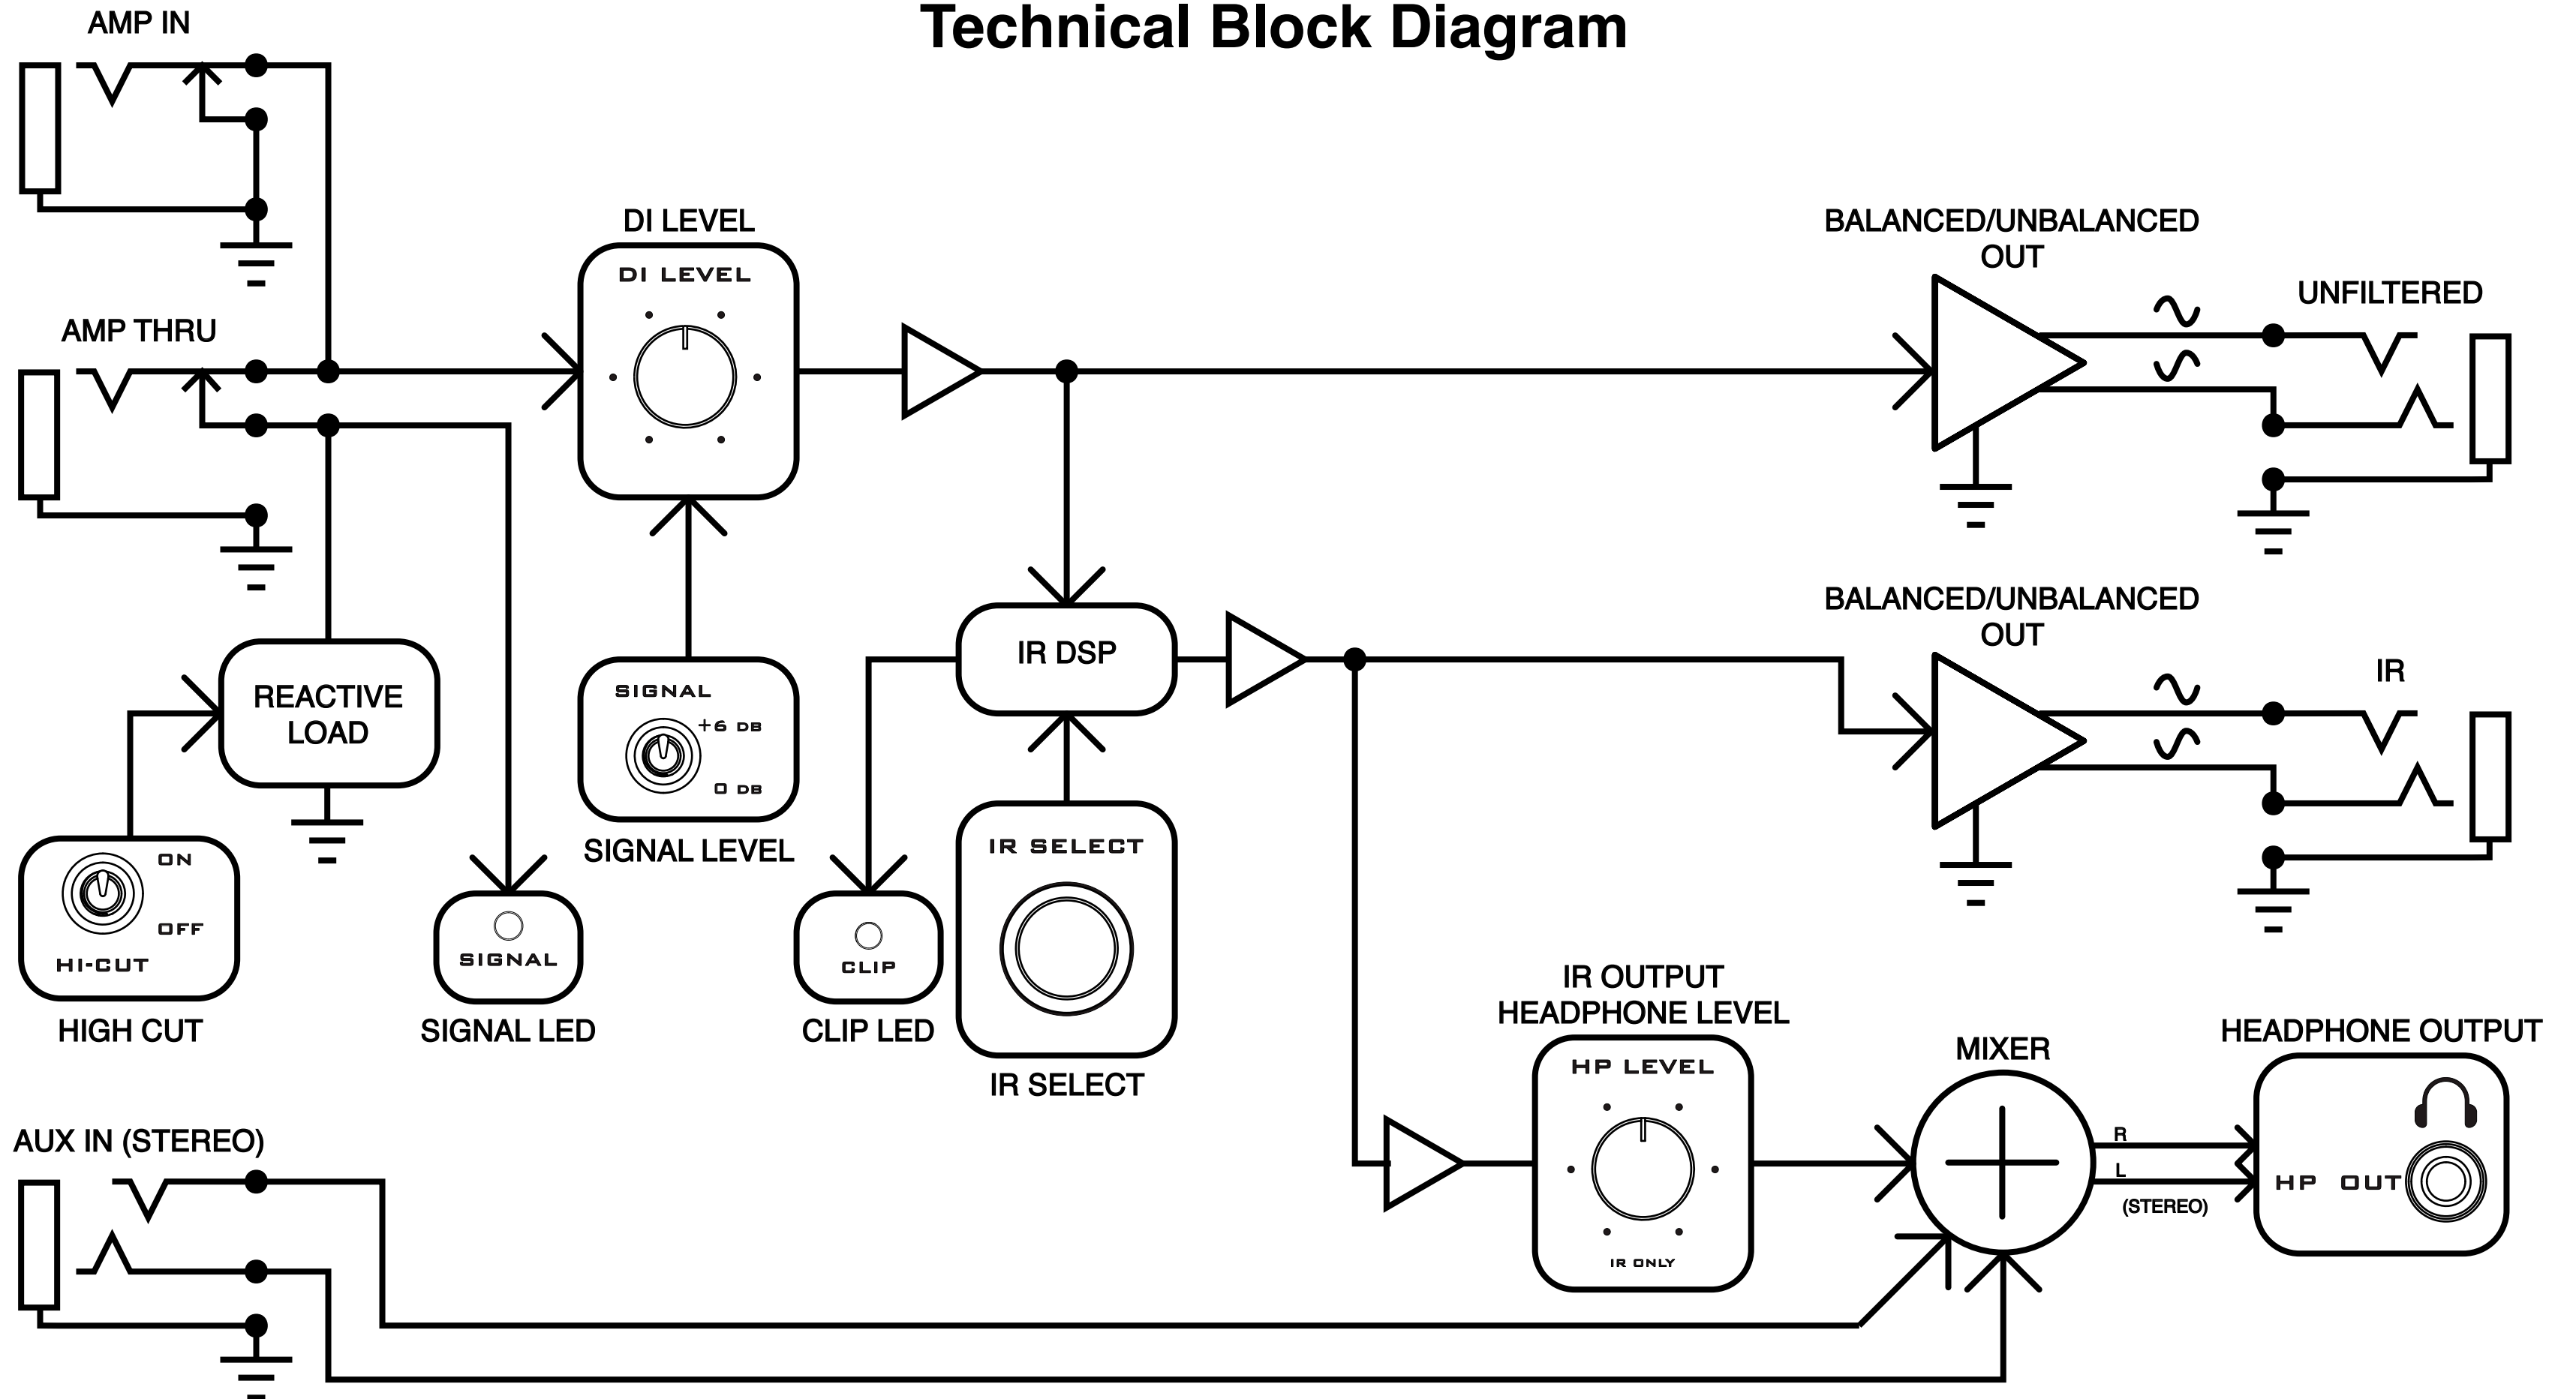 Technical Block Diagram
AMP IN
AMP THRU
DI LEVEL
DI LEVEL
BALANCED/UNBALANCED
OUT
UNFILTERED
REACTIVE
LOAD
ON
OFF
HI-CUT
HIGH CUT
SIGNAL
SIGNAL LED
SIGNAL
+6 DB
0 DB
SIGNAL LEVEL
IR DSP
CLIP
CLIP LED
IR SELECT
IR SELECT
BALANCED/UNBALANCED
OUT
IR
IR OUTPUT
HEADPHONE LEVEL
HP LEVEL
IR ONLY
MIXER
R
L
(STEREO)
HEADPHONE OUTPUT
HP OUT
AUX IN (STEREO)